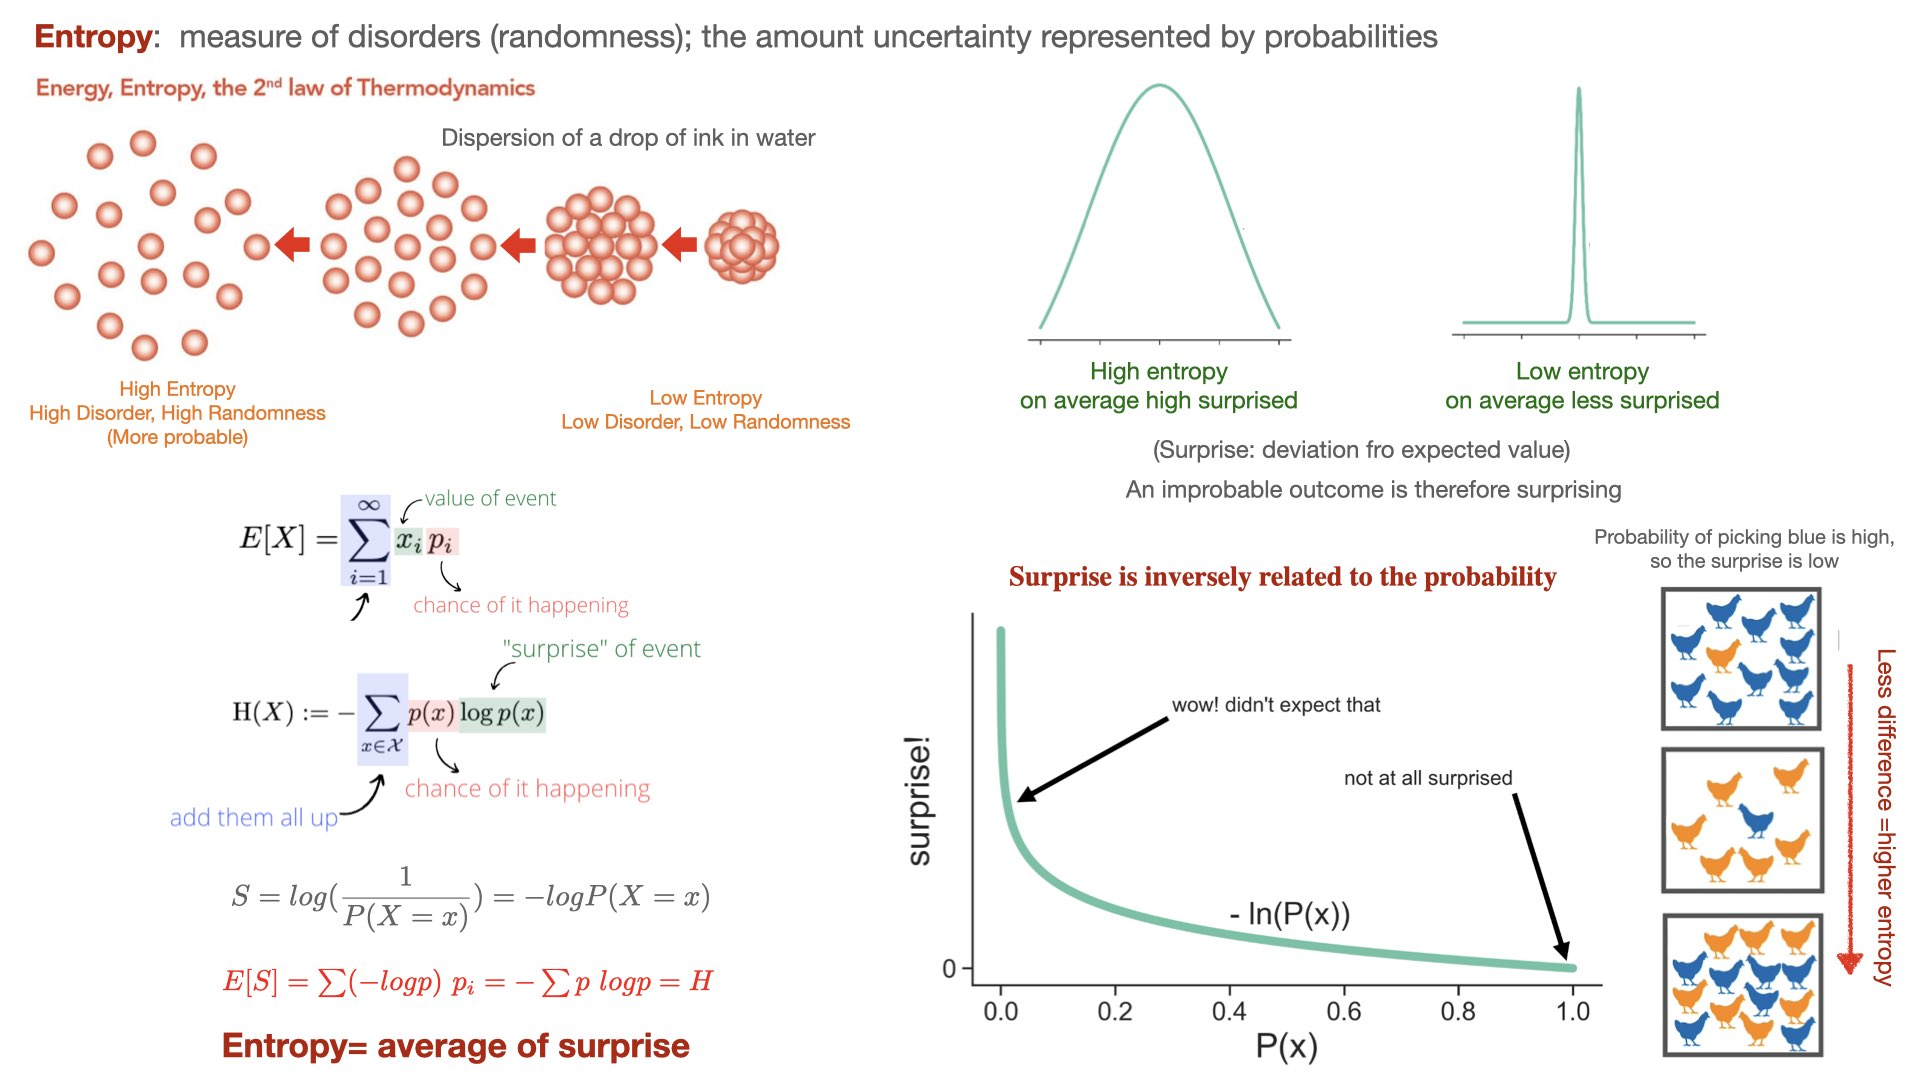 Entropy: measure of disorders (randomness); the amount uncertainty represented by probabilities
Energy, Entropy, the 2nd law of Thermodynamics
Dispersion of a drop of ink in water
High Entropy
High Disorder, High Randomness
(More probable)
Low Entropy
Low Disorder, Low Randomness
value of event
E[X] = ∑_{i=1}^{∞} x_i p_i
chance of it happening
"surprise" of event
H(X) := − ∑_{x∈𝒳} p(x) log p(x)
chance of it happening
add them all up
S = log(1/P(X = x)) = −logP(X = x)
E[S] = ∑(−logp) p_i = − ∑ p logp = H
Entropy= average of surprise
High entropy
on average high surprised
Low entropy
on average less surprised
(Surprise: deviation fro expected value)
An improbable outcome is therefore surprising
Surprise is inversely related to the probability
surprise!
wow! didn't expect that
not at all surprised
- ln(P(x))
0
0.0 0.2 0.4 0.6 0.8 1.0
P(x)
Probability of picking blue is high,
so the surprise is low
Less difference =higher entropy